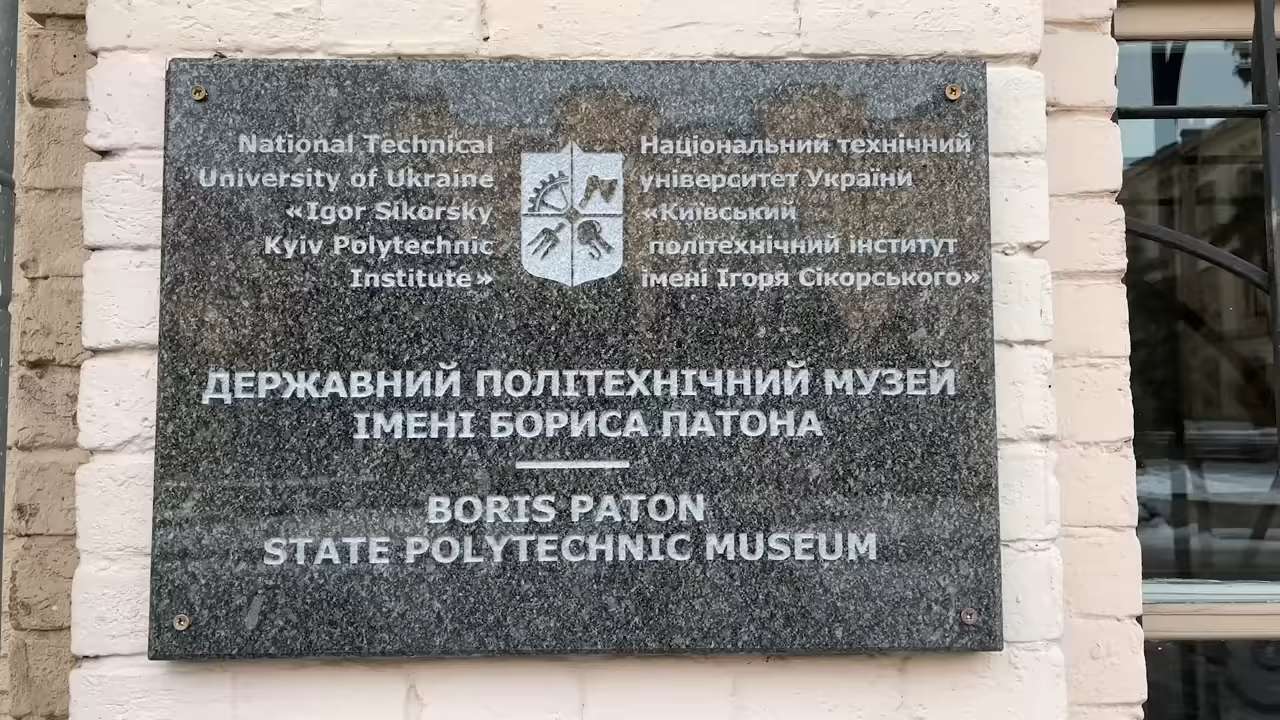 National Technical
University of Ukraine
«Igor Sikorsky
Kyiv Polytechnic
Institute»
Національний технічний
університет України
«Київський
політехнічний інститут
імені Ігоря Сікорського»
ДЕРЖАВНИЙ ПОЛІТЕХНІЧНИЙ МУЗЕЙ
ІМЕНІ БОРИСА ПАТОНА
BORIS PATON
STATE POLYTECHNIC MUSEUM